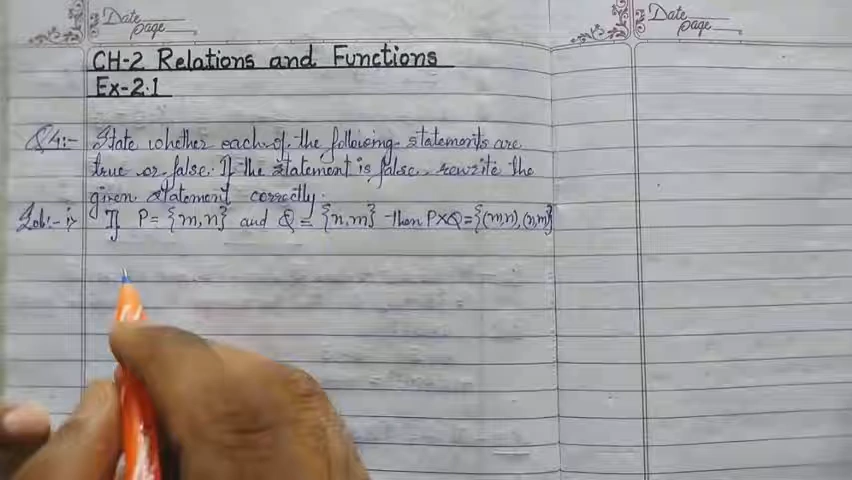 Date
Page
Date
Page
CH-2 Relations and Functions
Ex-2.1
Q4:- State whether each of the following statements are
true or false. If the statement is false, rewrite the
given statement correctly.
Sol:- i) If P = {m, n} and Q = {n, m} then P×Q = {(m,n),(n,m)}